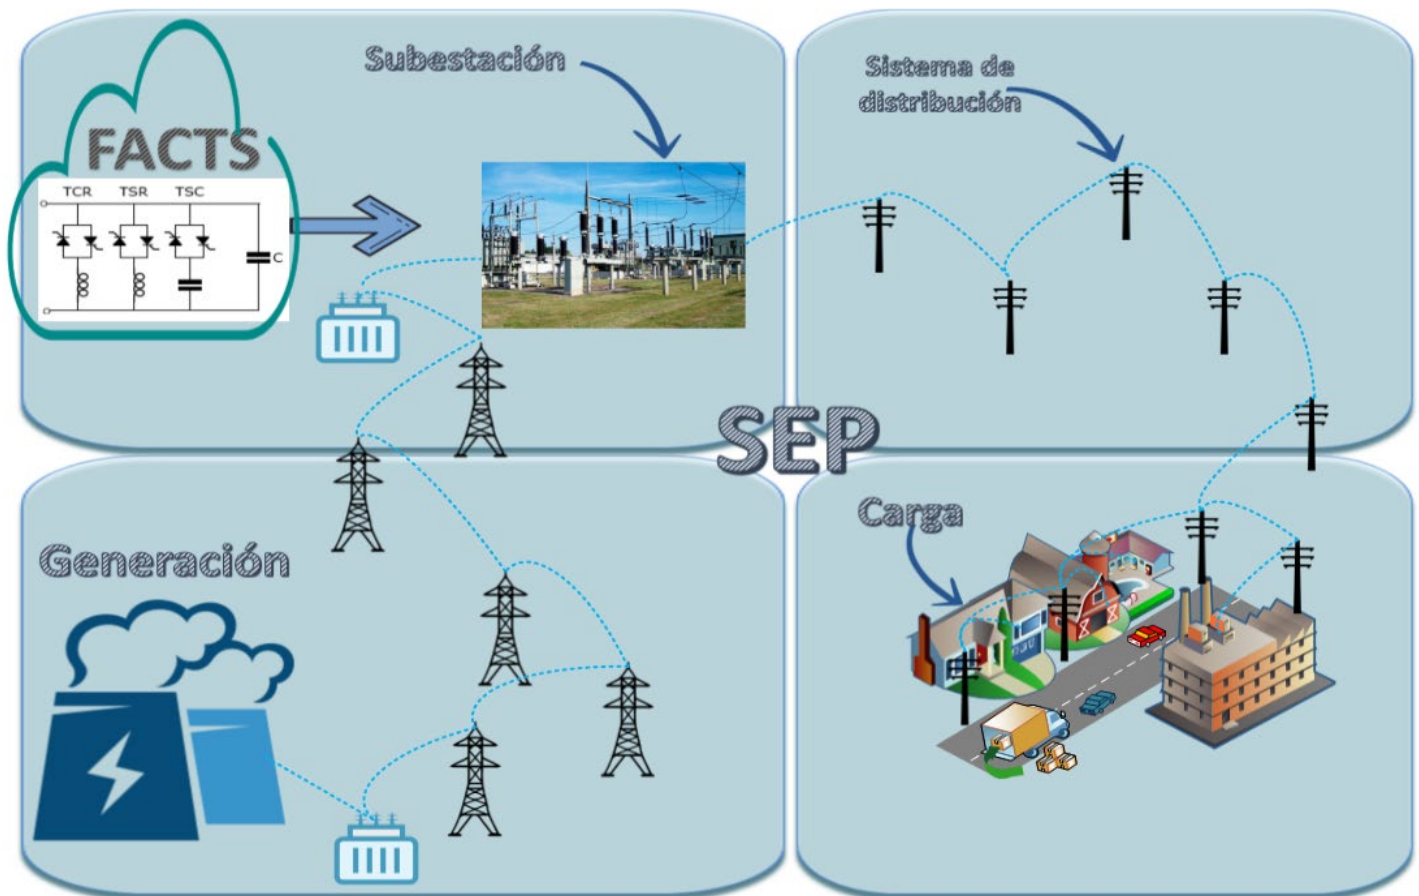 Subestación
Sistema de
distribución
FACTS
TCR TSR TSC
C
SEP
Generación
Carga